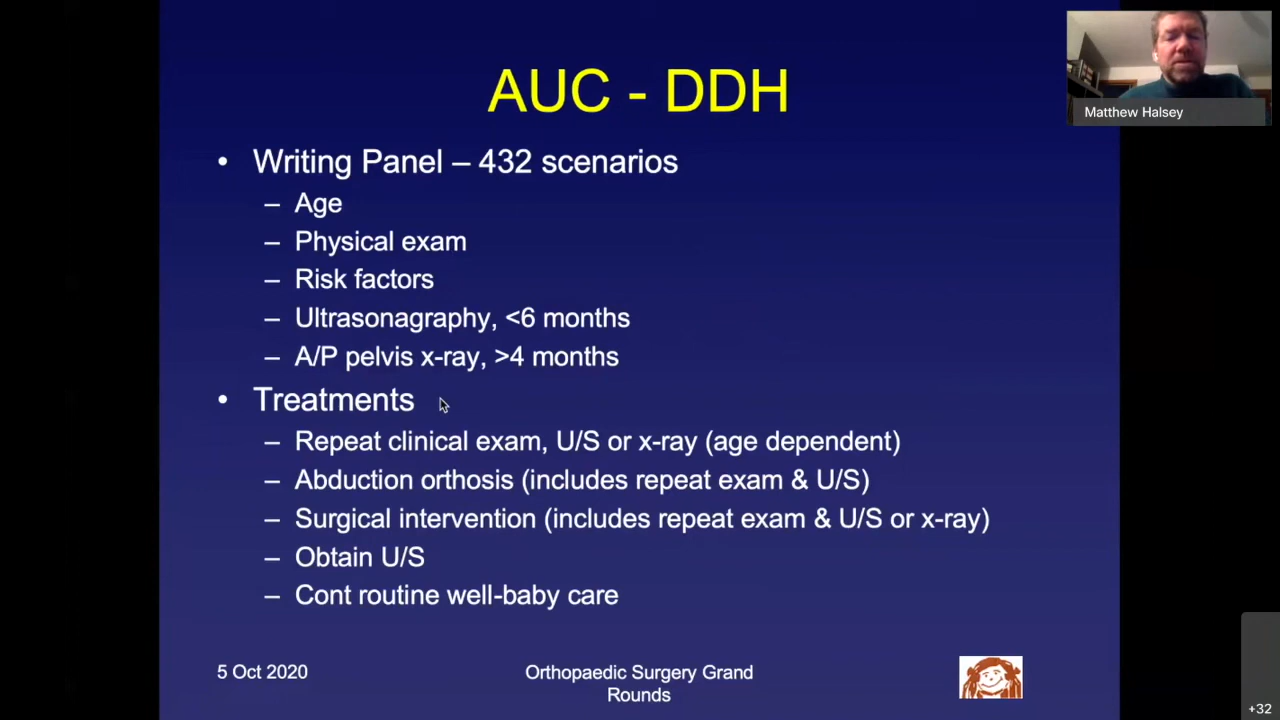 AUC - DDH
Matthew Halsey
• Writing Panel – 432 scenarios
– Age
– Physical exam
– Risk factors
– Ultrasonagraphy, <6 months
– A/P pelvis x-ray, >4 months
• Treatments
– Repeat clinical exam, U/S or x-ray (age dependent)
– Abduction orthosis (includes repeat exam & U/S)
– Surgical intervention (includes repeat exam & U/S or x-ray)
– Obtain U/S
– Cont routine well-baby care
5 Oct 2020
Orthopaedic Surgery Grand
Rounds
+32